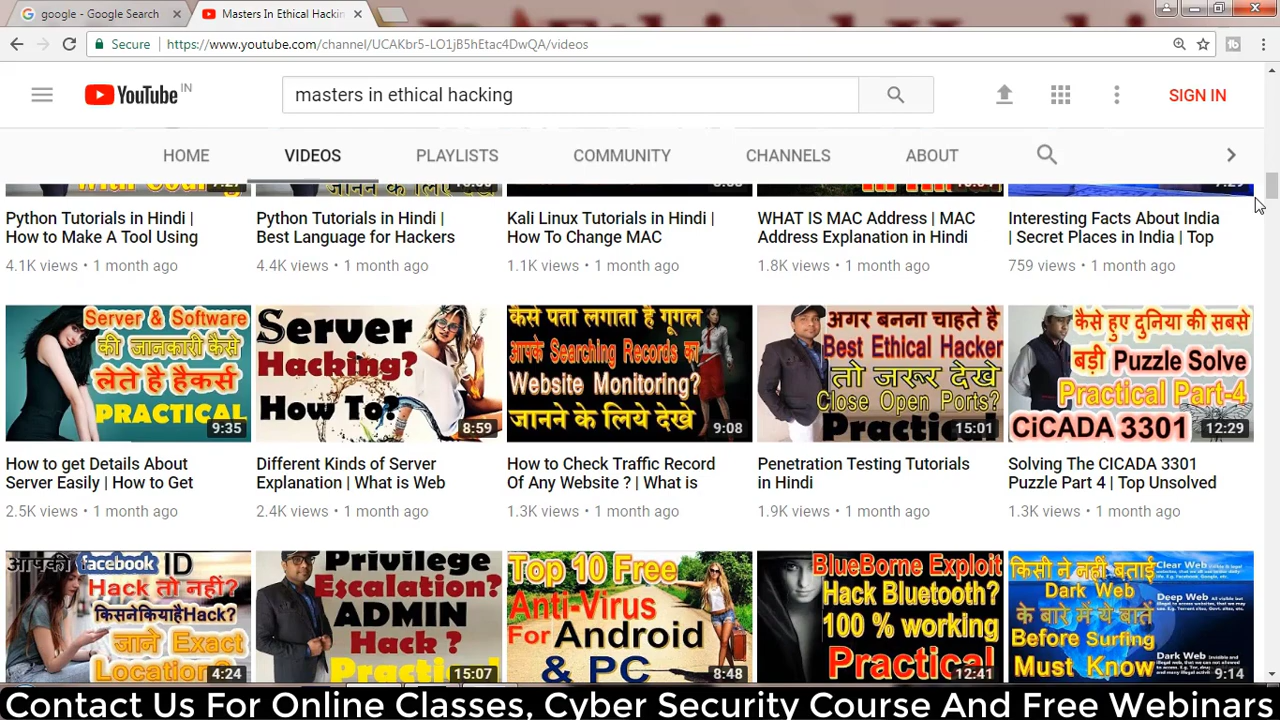 google - Google Search
Masters In Ethical Hackin
Secure
https://www.youtube.com/channel/UCAKbr5-LO1jB5hEtac4DwQA/videos
YouTube IN
masters in ethical hacking
SIGN IN
HOME VIDEOS PLAYLISTS COMMUNITY CHANNELS ABOUT
Python Tutorials in Hindi |
How to Make A Tool Using
4.1K views • 1 month ago
Python Tutorials in Hindi |
Best Language for Hackers
4.4K views • 1 month ago
Kali Linux Tutorials in Hindi |
How To Change MAC
1.1K views • 1 month ago
WHAT IS MAC Address | MAC
Address Explanation in Hindi
1.8K views • 1 month ago
Interesting Facts About India
| Secret Places in India | Top
759 views • 1 month ago
Server & Software
की जानकारी कैसे
लेते है हैकर्स
PRACTICAL
9:35
How to get Details About
Server Easily | How to Get
2.5K views • 1 month ago
Server
Hacking?
How To?
8:59
Different Kinds of Server
Explanation | What is Web
2.4K views • 1 month ago
कैसे पता लगाता है गूगल
आपके Searching Records का
Website Monitoring?
जानने के लिये देखे
9:08
How to Check Traffic Record
Of Any Website ? | What is
1.3K views • 1 month ago
अगर बनना चाहते है
Best Ethical Hacker
तो जरूर देखे
Close Open Ports?
Practical
15:01
Penetration Testing Tutorials
in Hindi
1.9K views • 1 month ago
कैसे हुए दुनिया की सबसे
बड़ी Puzzle Solve
Practical Part-4
CiCADA 3301
12:29
Solving The CICADA 3301
Puzzle Part 4 | Top Unsolved
1.3K views • 1 month ago
आपकी facebook ID
Hack तो नहीं?
किसने किया है Hack?
जाने Exact
Location
4:24
Privilege
Escalation?
ADMIN
Hack ?
Practical
Top 10 Free
Anti-Virus
For Android
& PC
8:48
BlueBorne Exploit
Hack Bluetooth?
100 % working
Practical
12:41
किसी ने नहीं बताई
Dark Web
के बारे में ये बातें
Before Surfing
Must Know
Clear Web
Deep Web
Dark Web
9:14
Contact Us For Online Classes, Cyber Security Course And Free Webinars